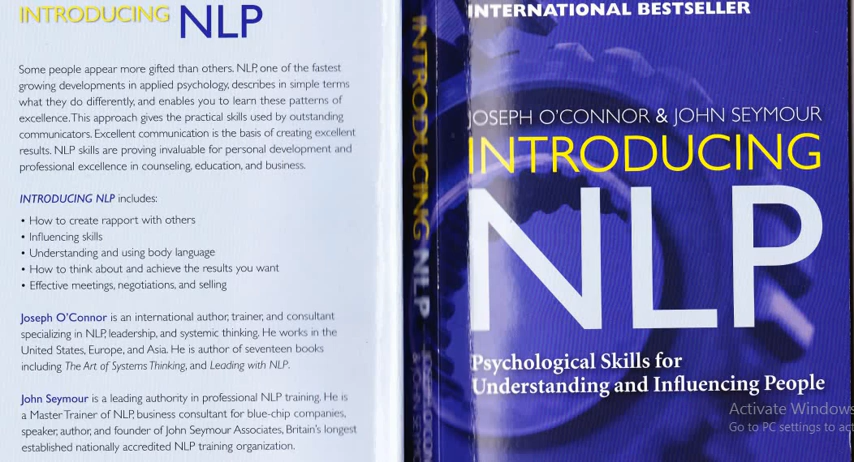 INTRODUCING NLP
Some people appear more gifted than others. NLP, one of the fastest
growing developments in applied psychology, describes in simple terms
what they do differently, and enables you to learn these patterns of
excellence. This approach gives the practical skills used by outstanding
communicators. Excellent communication is the basis of creating excellent
results. NLP skills are proving invaluable for personal development and
professional excellence in counseling, education, and business.
INTRODUCING NLP includes:
• How to create rapport with others
• Influencing skills
• Understanding and using body language
• How to think about and achieve the results you want
• Effective meetings, negotiations, and selling
Joseph O'Connor is an international author, trainer, and consultant
specializing in NLP, leadership, and systemic thinking. He works in the
United States, Europe, and Asia. He is author of seventeen books
including The Art of Systems Thinking, and Leading with NLP.
John Seymour is a leading authority in professional NLP training. He is
a Master Trainer of NLP, business consultant for blue-chip companies,
speaker, author, and founder of John Seymour Associates, Britain's longest
established nationally accredited NLP training organization.
INTRODUCING NLP
INTERNATIONAL BESTSELLER
JOSEPH O'CONNOR & JOHN SEYMOUR
INTRODUCING
NLP
Psychological Skills for
Understanding and Influencing People
Activate Windows
Go to PC settings to act